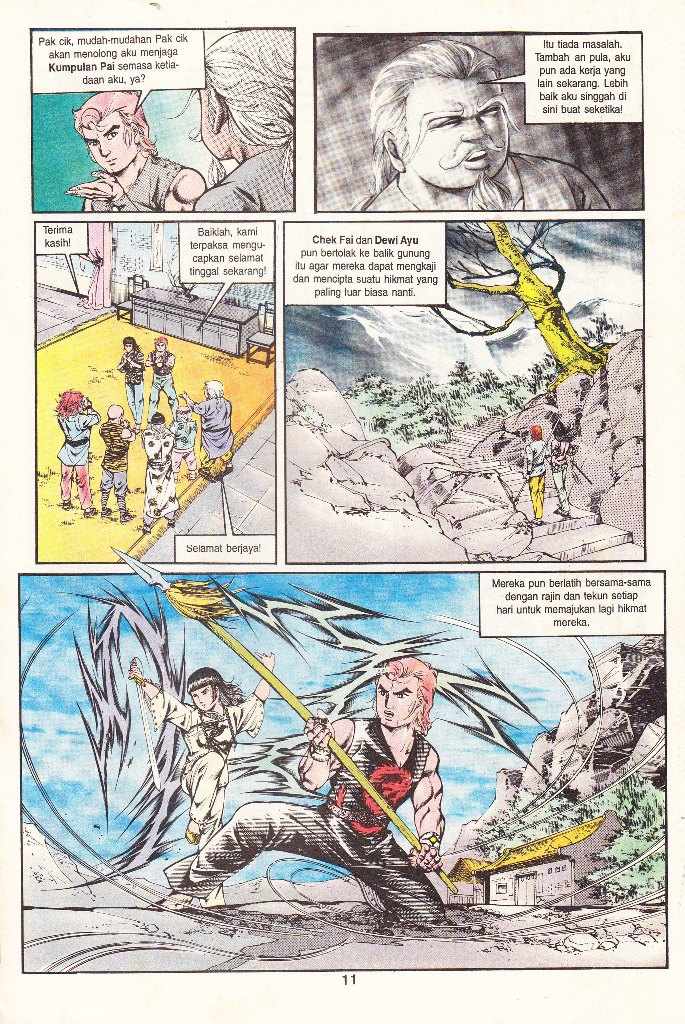 Pak cik, mudah-mudahan Pak cik
akan menolong aku menjaga
Kumpulan Pai semasa ketia-
daan aku, ya?
Itu tiada masalah.
Tambah an pula, aku
pun ada kerja yang
lain sekarang. Lebih
baik aku singgah di
sini buat seketika!
Terima
kasih!
Baiklah, kami
terpaksa mengu-
capkan selamat
tinggal sekarang!
Selamat berjaya!
Chek Fai dan Dewi Ayu
pun bertolak ke balik gunung
itu agar mereka dapat mengkaji
dan mencipta suatu hikmat yang
paling luar biasa nanti.
Mereka pun berlatih bersama-sama
dengan rajin dan tekun setiap
hari untuk memajukan lagi hikmat
mereka.
11